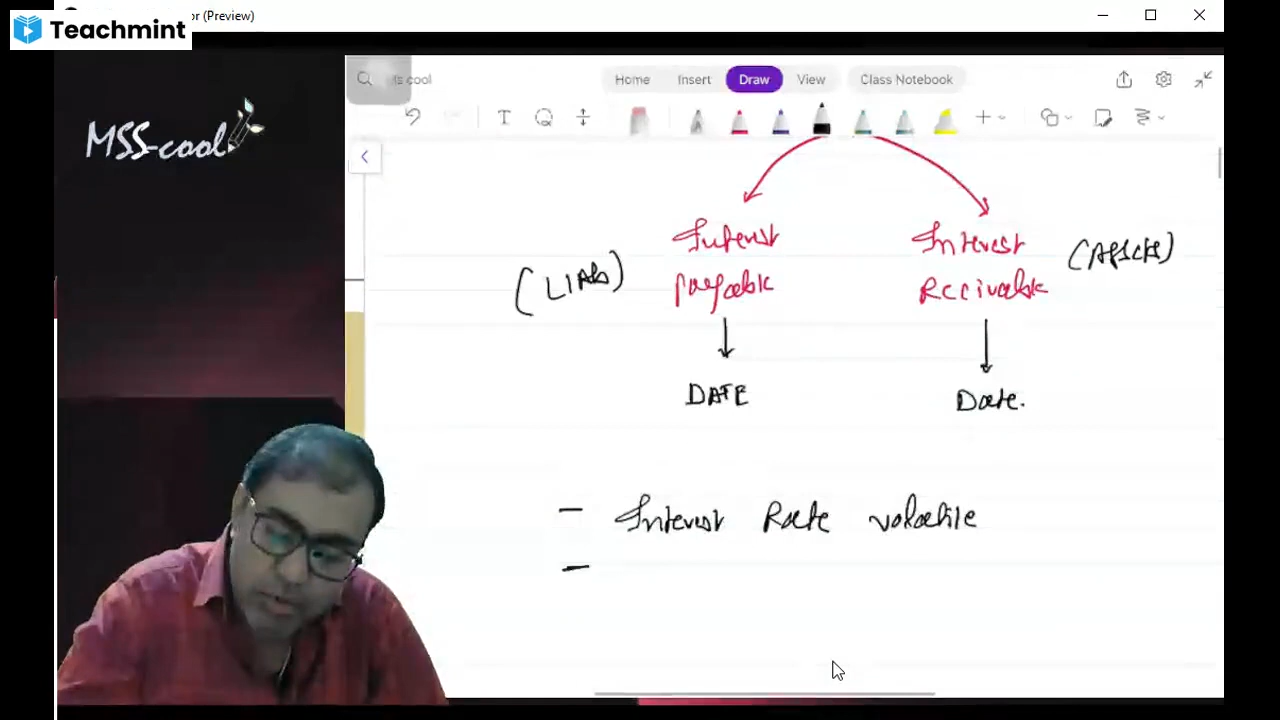 or (Preview)
Teachmint
MSS-cool
Home Insert Draw View Class Notebook
Interest Interest
(LIAB) payable Receivable (Assets)
DATE Date.
- Interest Rate volatile
-